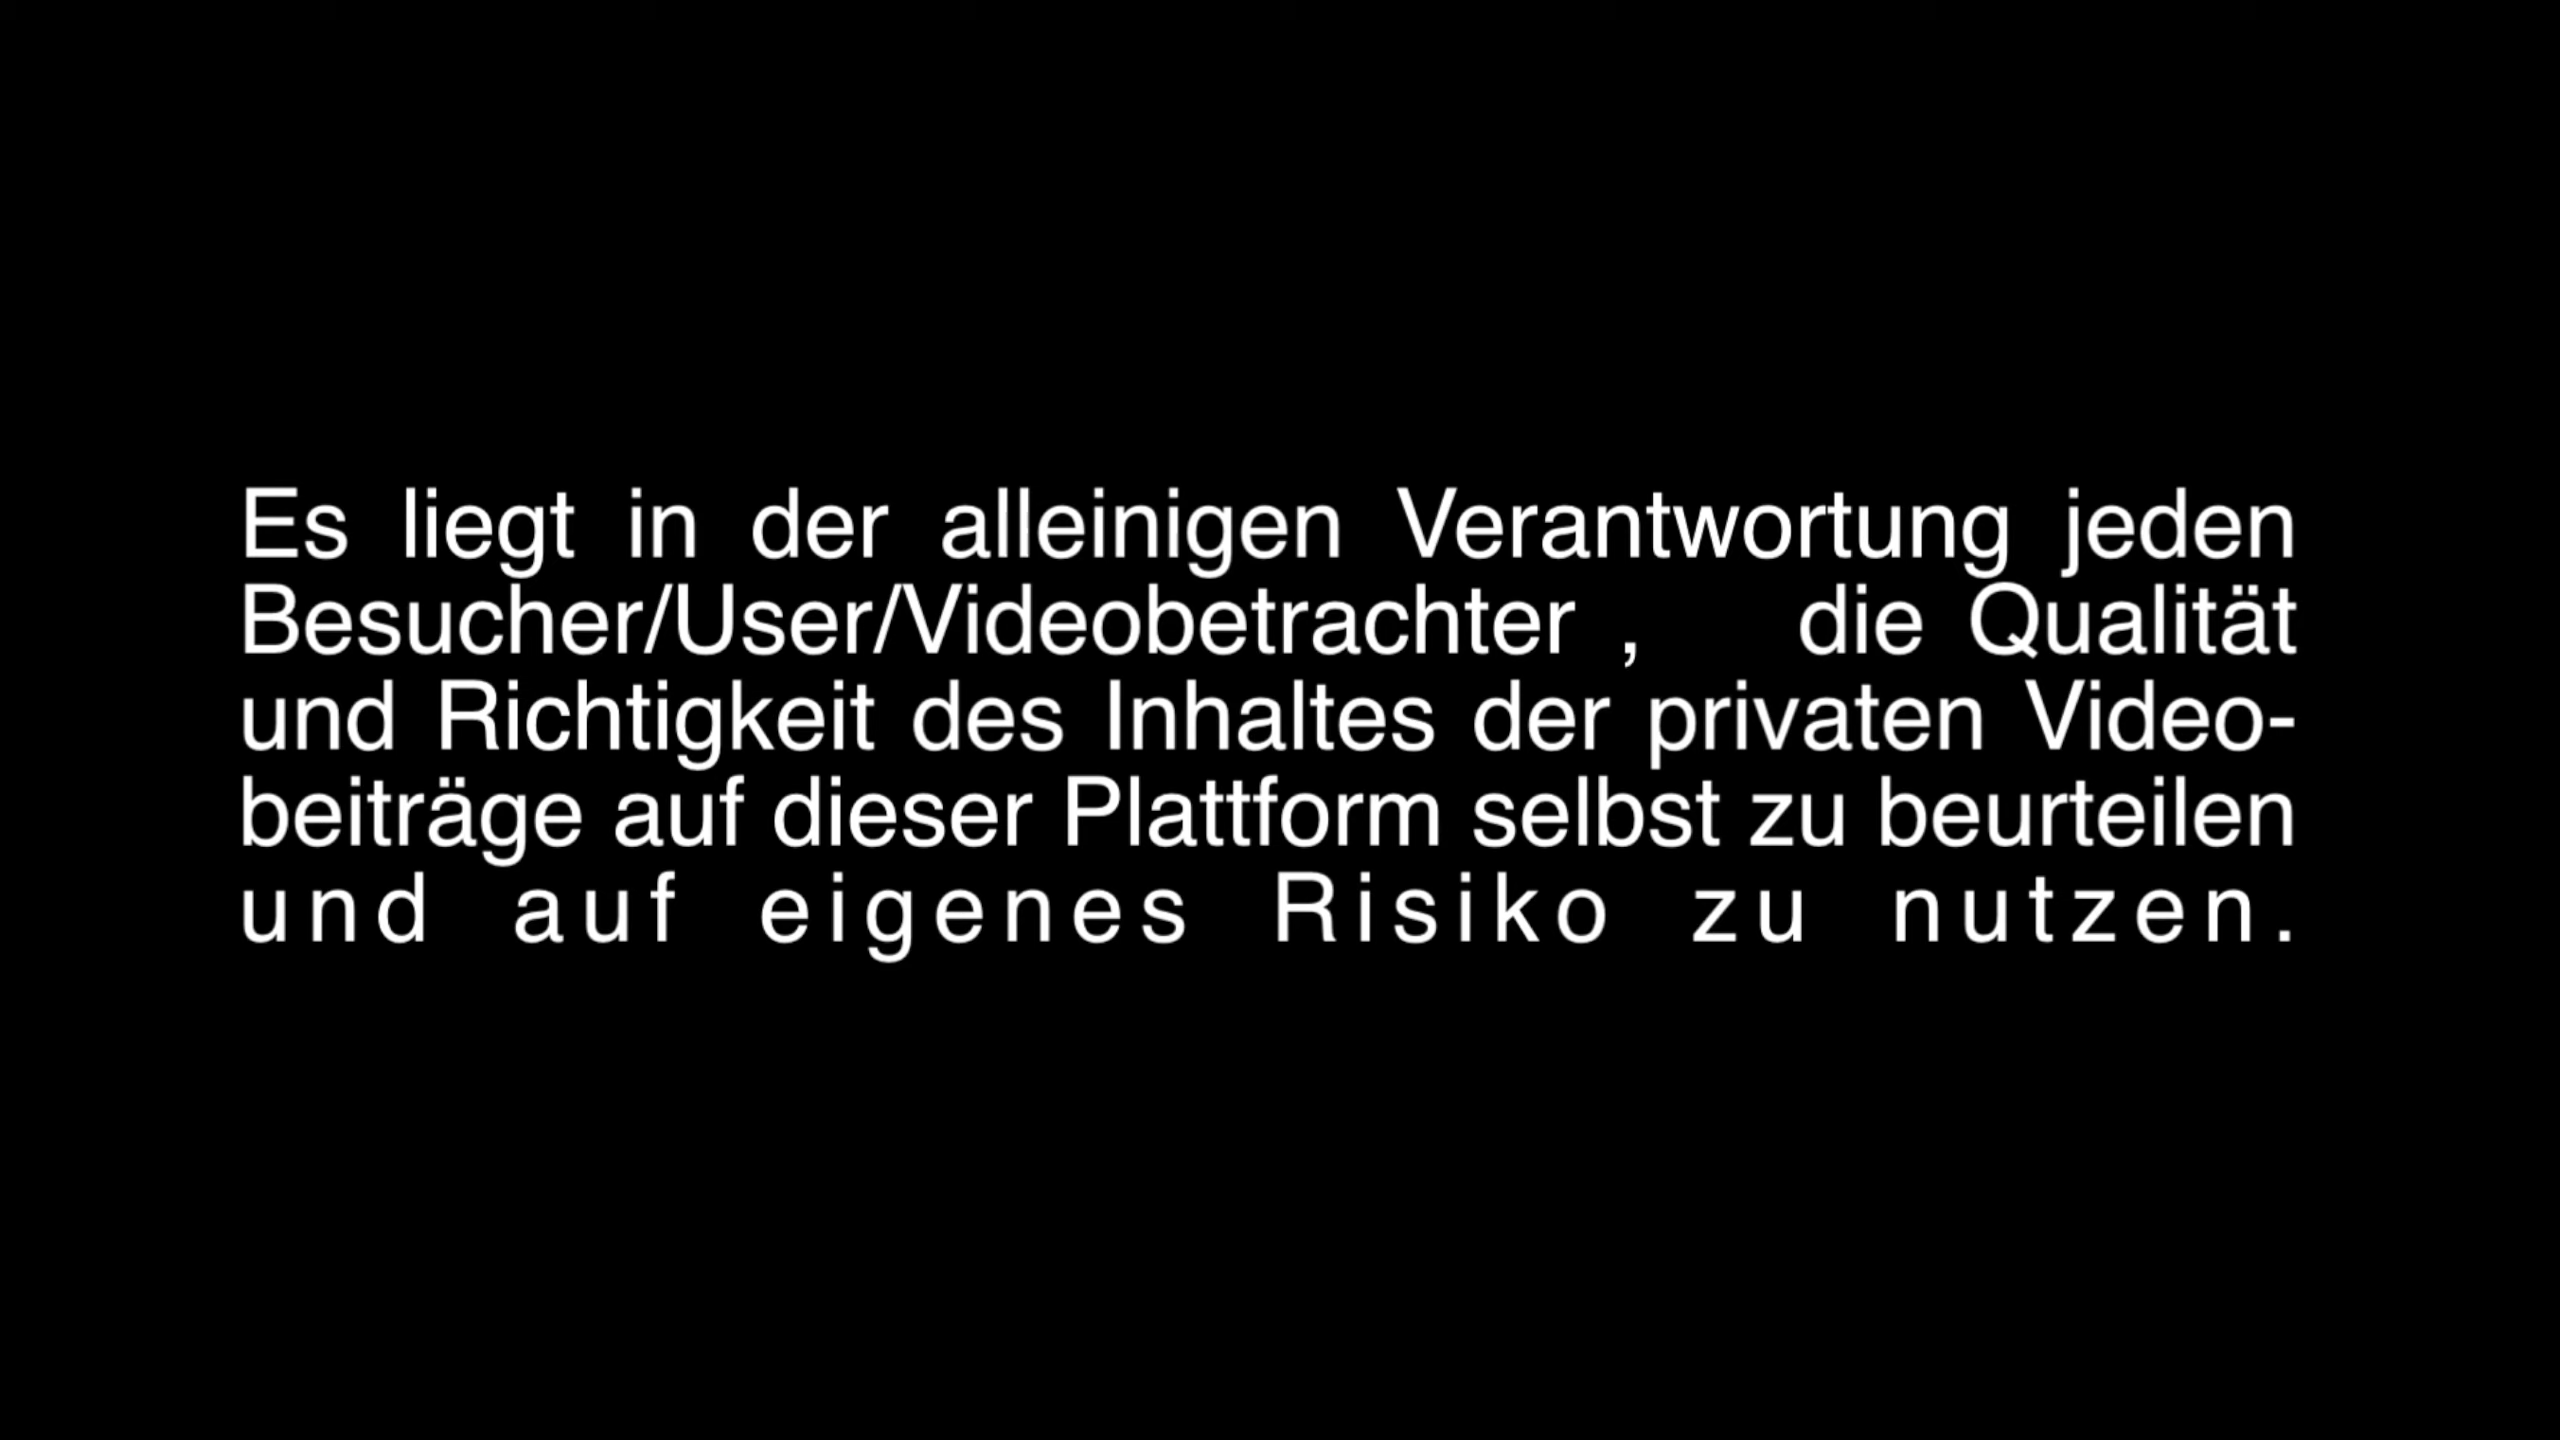 Es liegt in der alleinigen Verantwortung jeden
Besucher/User/Videobetrachter , die Qualität
und Richtigkeit des Inhaltes der privaten Video-
beiträge auf dieser Plattform selbst zu beurteilen
und auf eigenes Risiko zu nutzen.